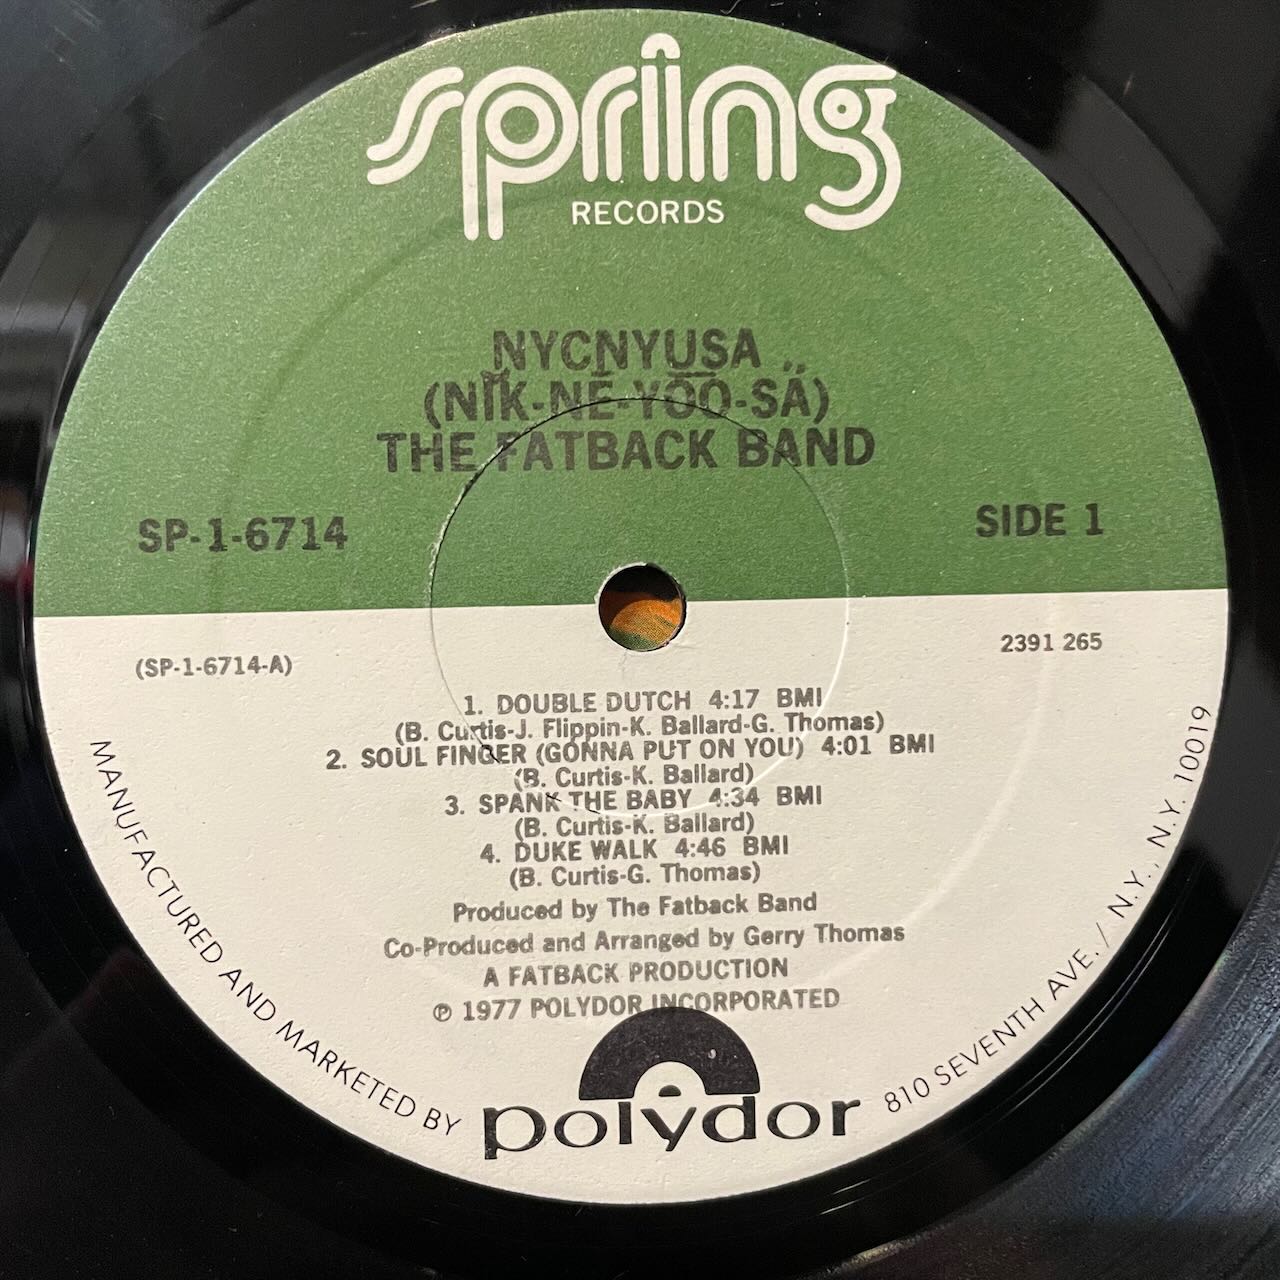 spring
RECORDS
NYCNYUSA
(NĬK-NĒ-YOO-SÄ)
THE FATBACK BAND
SP-1-6714
SIDE 1
(SP-1-6714-A)
2391 265
1. DOUBLE DUTCH 4:17 BMI
(B. Curtis-J. Flippin-K. Ballard-G. Thomas)
2. SOUL FINGER (GONNA PUT ON YOU) 4:01 BMI
(B. Curtis-K. Ballard)
3. SPANK THE BABY 4:34 BMI
(B. Curtis-K. Ballard)
4. DUKE WALK 4:46 BMI
(B. Curtis-G. Thomas)
Produced by The Fatback Band
Co-Produced and Arranged by Gerry Thomas
A FATBACK PRODUCTION
℗ 1977 POLYDOR INCORPORATED
MANUFACTURED AND MARKETED BY
polydor
810 SEVENTH AVE. / N.Y., N.Y. 10019